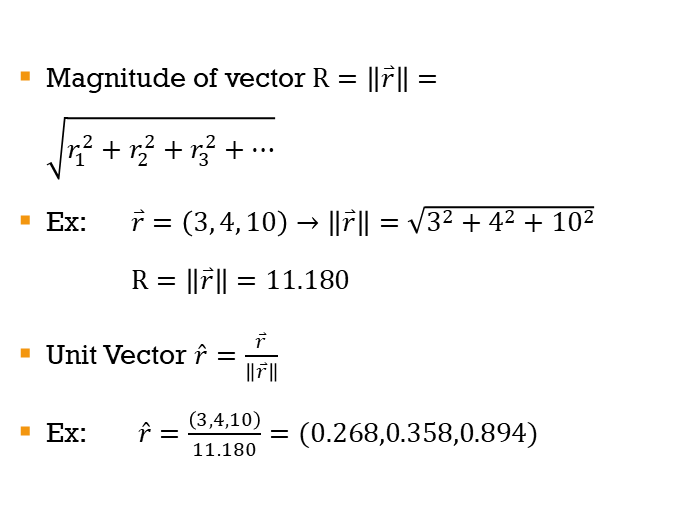 ▪ Magnitude of vector R = ‖r⃗‖ =
√(r₁² + r₂² + r₃² + ⋯)
▪ Ex: r⃗ = (3, 4, 10) → ‖r⃗‖ = √(3² + 4² + 10²)
R = ‖r⃗‖ = 11.180
▪ Unit Vector r̂ = r⃗/‖r⃗‖
▪ Ex: r̂ = (3,4,10)/11.180 = (0.268,0.358,0.894)